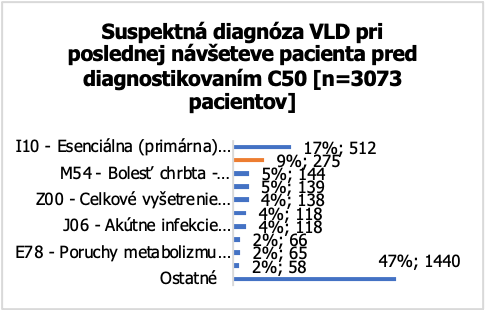 Suspektná diagnóza VLD pri
poslednej návšeteve pacienta pred
diagnostikovaním C50 [n=3073
pacientov]
I10 - Esenciálna (primárna)... 17%; 512
9%; 275
M54 - Bolesť chrbta -... 5%; 144
5%; 139
Z00 - Celkové vyšetrenie... 4%; 138
4%; 118
J06 - Akútne infekcie... 4%; 118
2%; 66
E78 - Poruchy metabolizmu... 2%; 65
2%; 58
Ostatné 47%; 1440